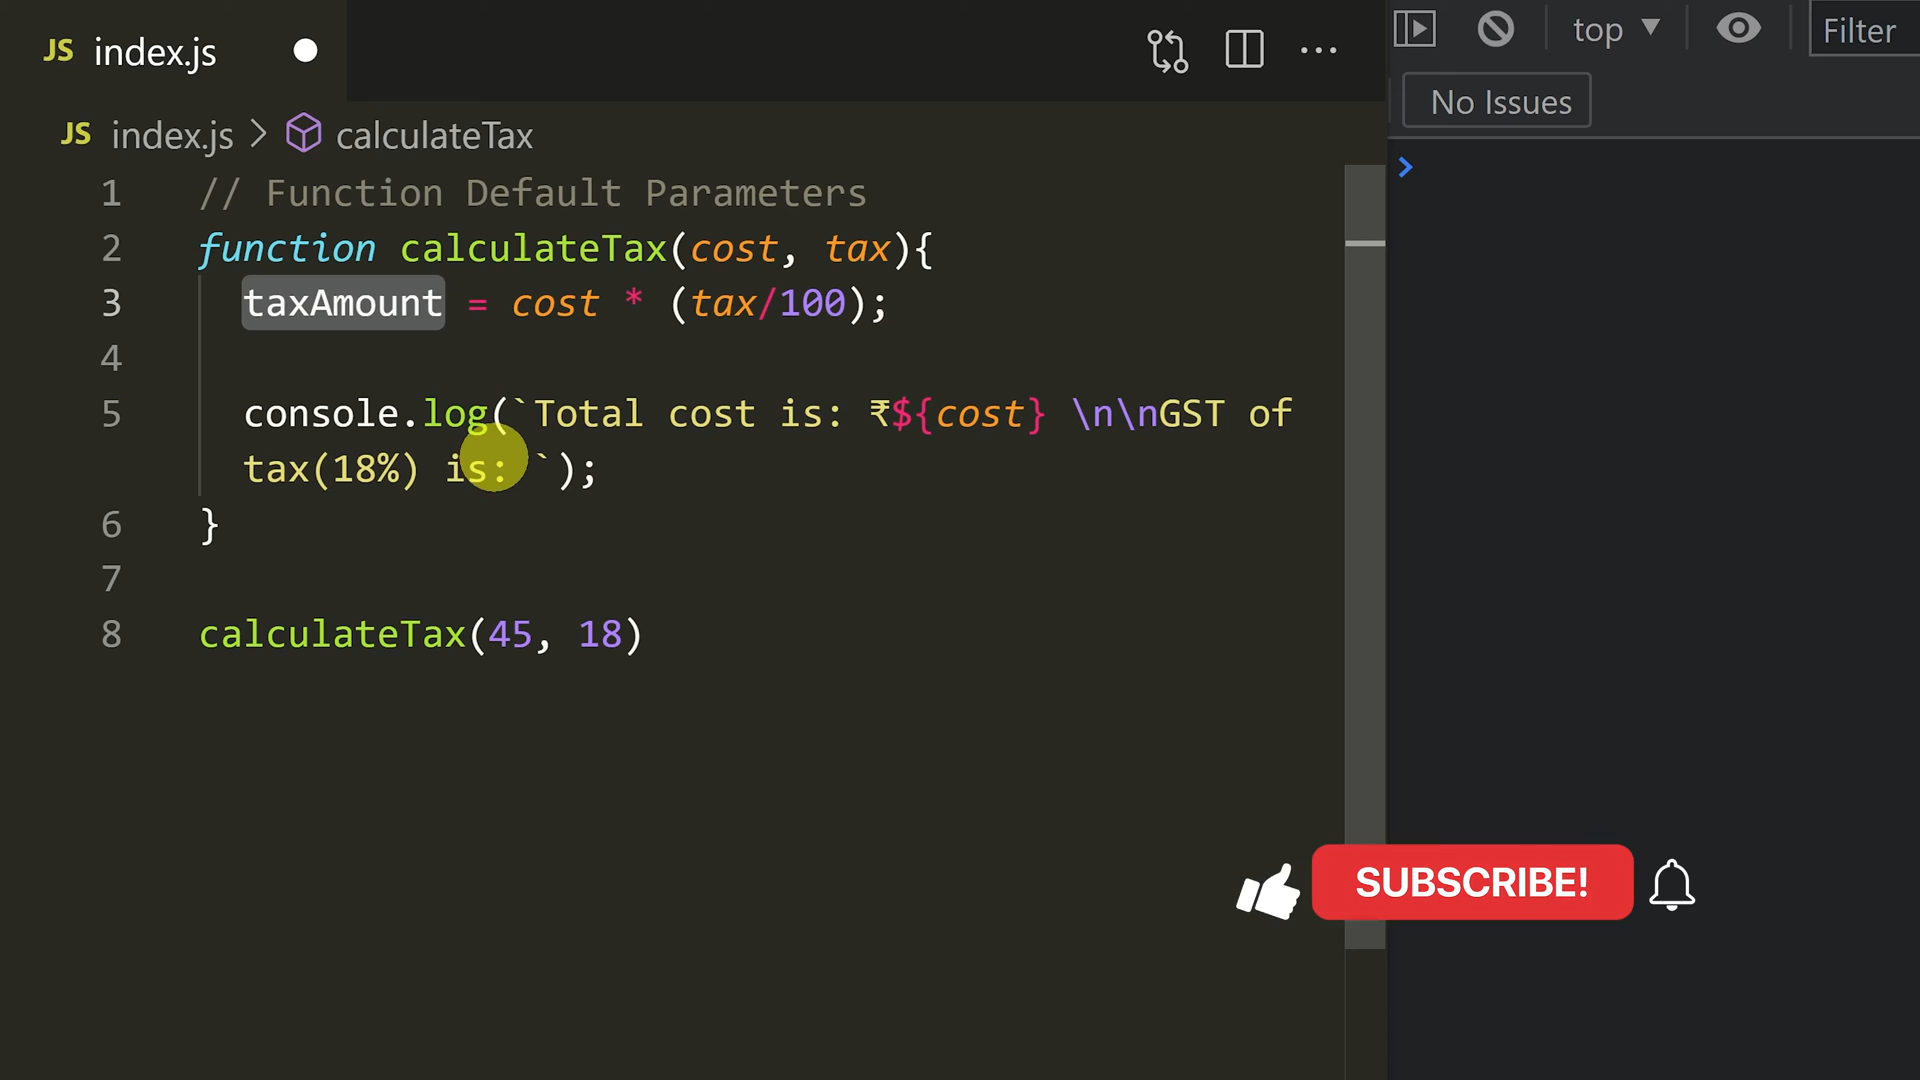 JS index.js
top
Filter
No Issues
JS index.js > calculateTax
>
1 // Function Default Parameters
2 function calculateTax(cost, tax){
3 taxAmount = cost * (tax/100);
4
5 console.log(`Total cost is: ₹${cost} \n\nGST of
tax(18%) is: `);
6 }
7
8 calculateTax(45, 18)
SUBSCRIBE!